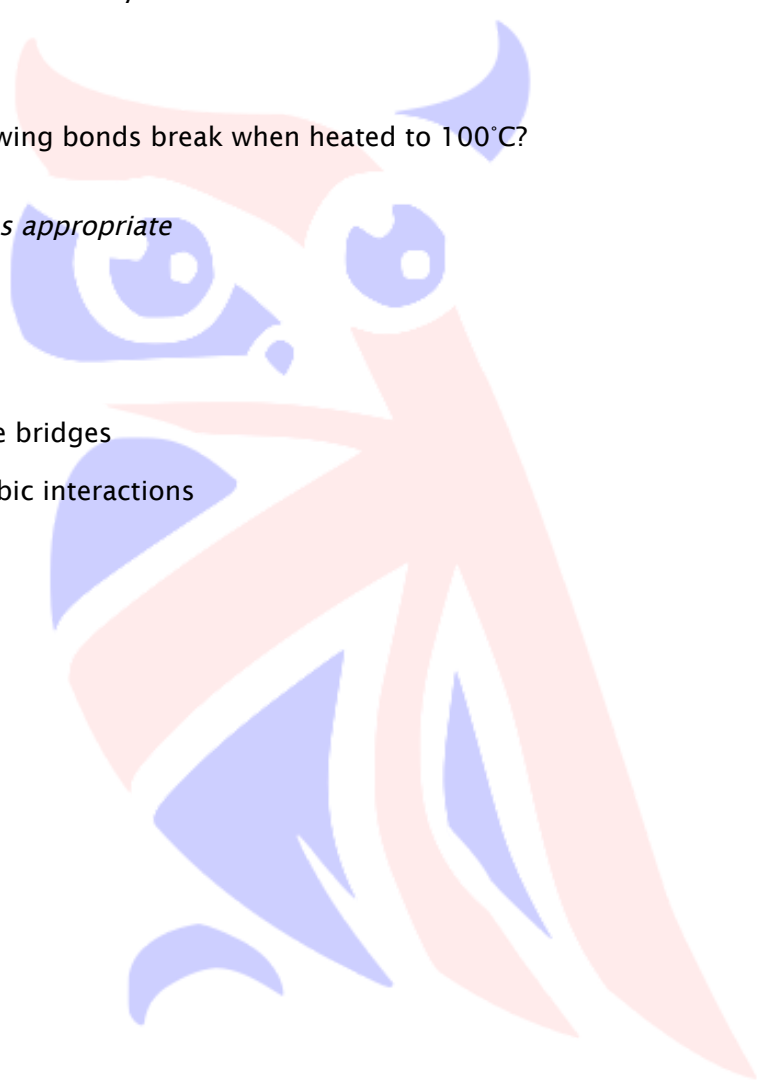 wing bonds break when heated to 100°C?
s appropriate
e bridges
bic interactions